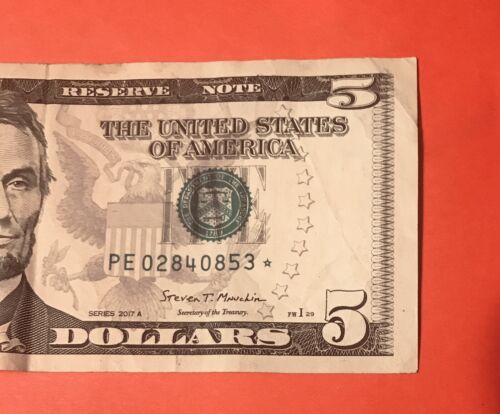 RESERVE NOTE
5
THE UNITED STATES
OF AMERICA
PE 02840853 *
Steven T. Mnuchin
SERIES 2017 A
Secretary of the Treasury.
FW I 29
5
DOLLARS